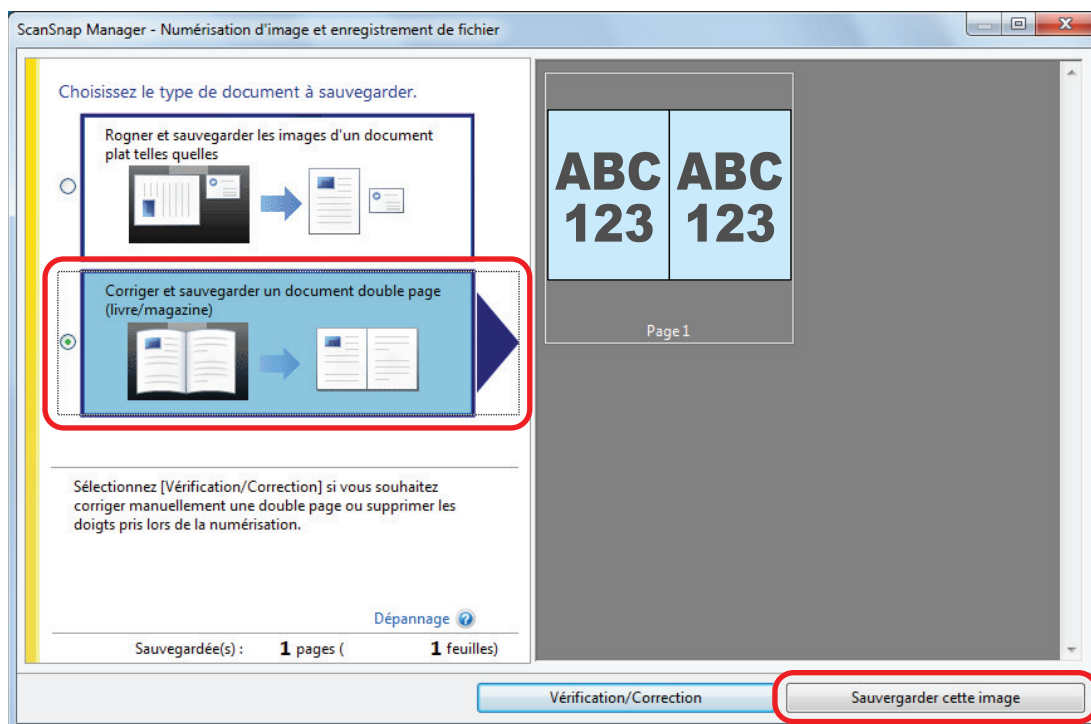 ScanSnap Manager - Numérisation d'image et enregistrement de fichier
Choisissez le type de document à sauvegarder.
Rogner et sauvegarder les images d'un document
plat telles quelles
Corriger et sauvegarder un document double page
(livre/magazine)
Sélectionnez [Vérification/Correction] si vous souhaitez
corriger manuellement une double page ou supprimer les
doigts pris lors de la numérisation.
Dépannage
Sauvegardée(s) : 1 pages ( 1 feuilles)
ABC ABC
123 123
Page 1
Vérification/Correction
Sauvergarder cette image